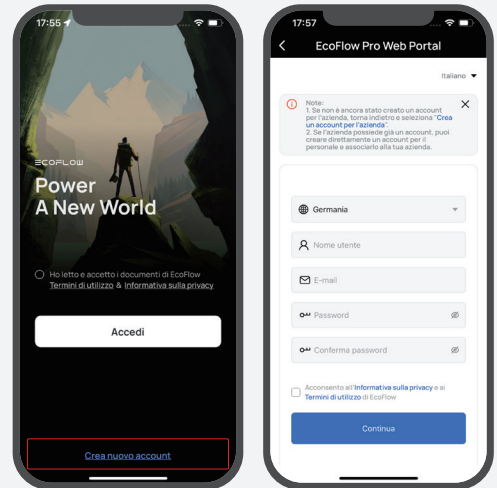 17:55
ECOFLOW
Power
A New World
Ho letto e accetto i documenti di EcoFlow
Termini di utilizzo & Informativa sulla privacy
Accedi
Crea nuovo account
17:57
EcoFlow Pro Web Portal
Italiano
Note:
1. Se non è ancora stato creato un account
per l'azienda, torna indietro e seleziona "Crea
un account per l'azienda".
2. Se l'azienda possiede già un account, puoi
creare direttamente un account per il
personale e associarlo alla tua azienda.
Germania
Nome utente
E-mail
Password
Conferma password
Acconsento all'Informativa sulla privacy e ai
Termini di utilizzo di EcoFlow
Continua